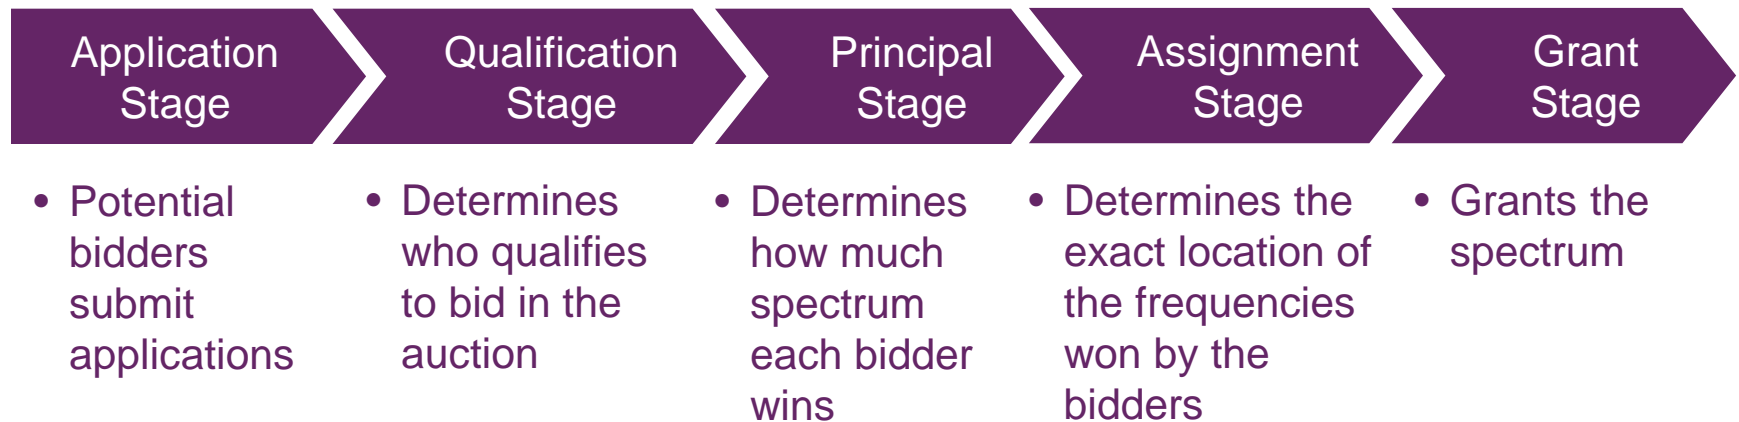 Application
Stage
Qualification
Stage
Principal
Stage
Assignment
Stage
Grant
Stage
• Potential
bidders
submit
applications
• Determines
who qualifies
to bid in the
auction
• Determines
how much
spectrum
each bidder
wins
• Determines the
exact location of
the frequencies
won by the
bidders
• Grants the
spectrum